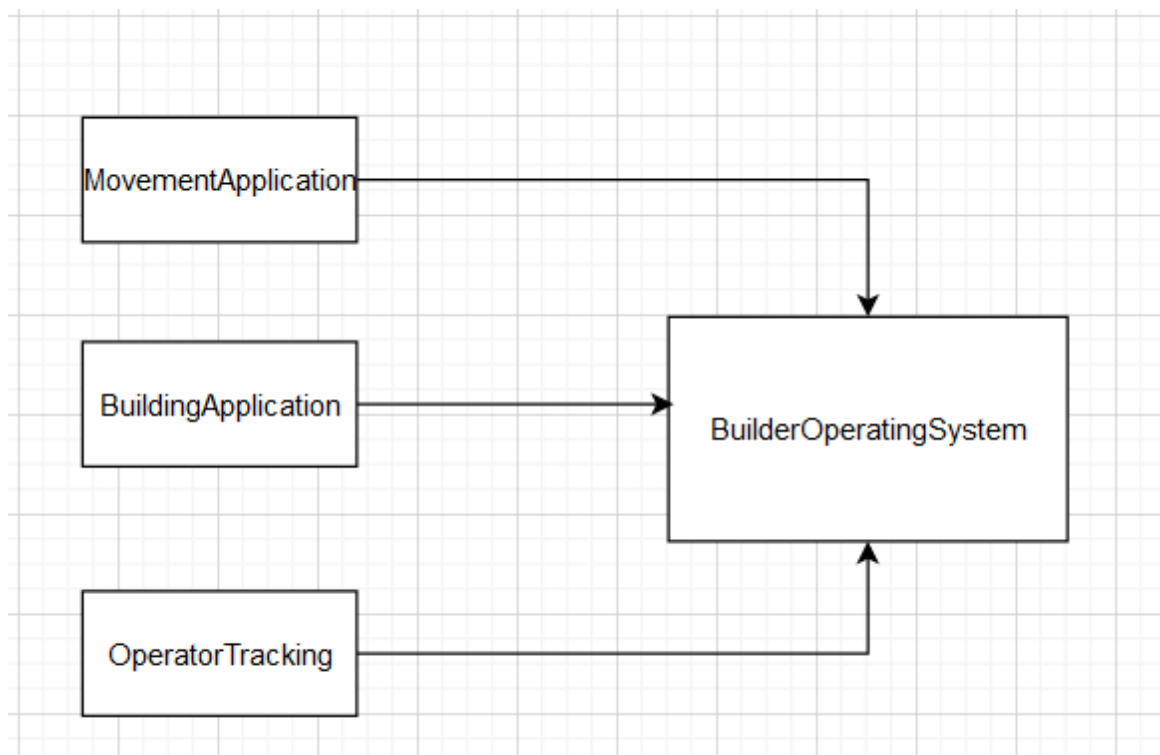 MovementApplication
BuildingApplication
BuilderOperatingSystem
OperatorTracking